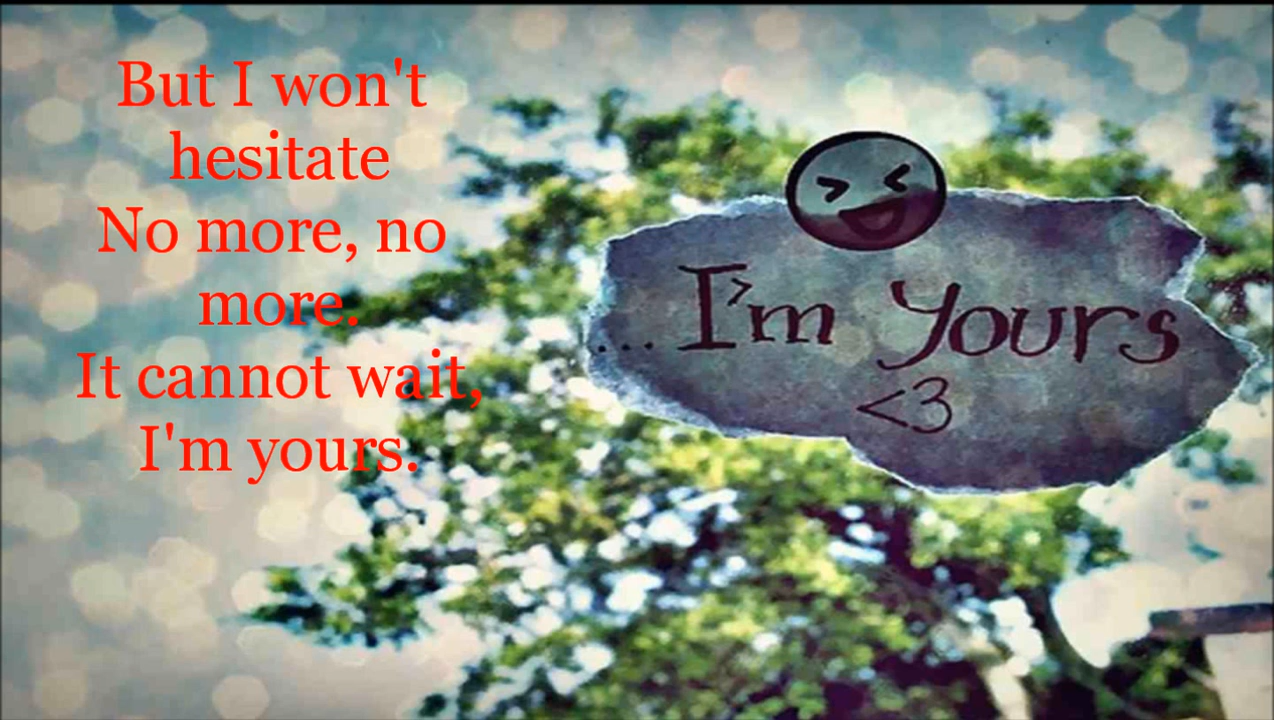 But I won't
hesitate
No more, no
more.
It cannot wait,
I'm yours.
... I'm Yours
<3